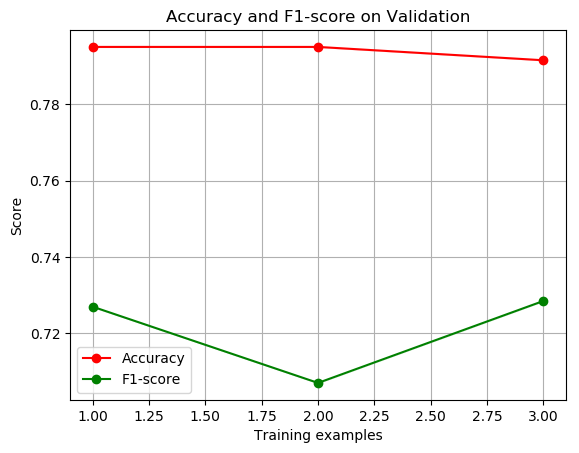 Accuracy and F1-score on Validation
Score
0.78
0.76
0.74
0.72
Accuracy
F1-score
1.00 1.25 1.50 1.75 2.00 2.25 2.50 2.75 3.00
Training examples